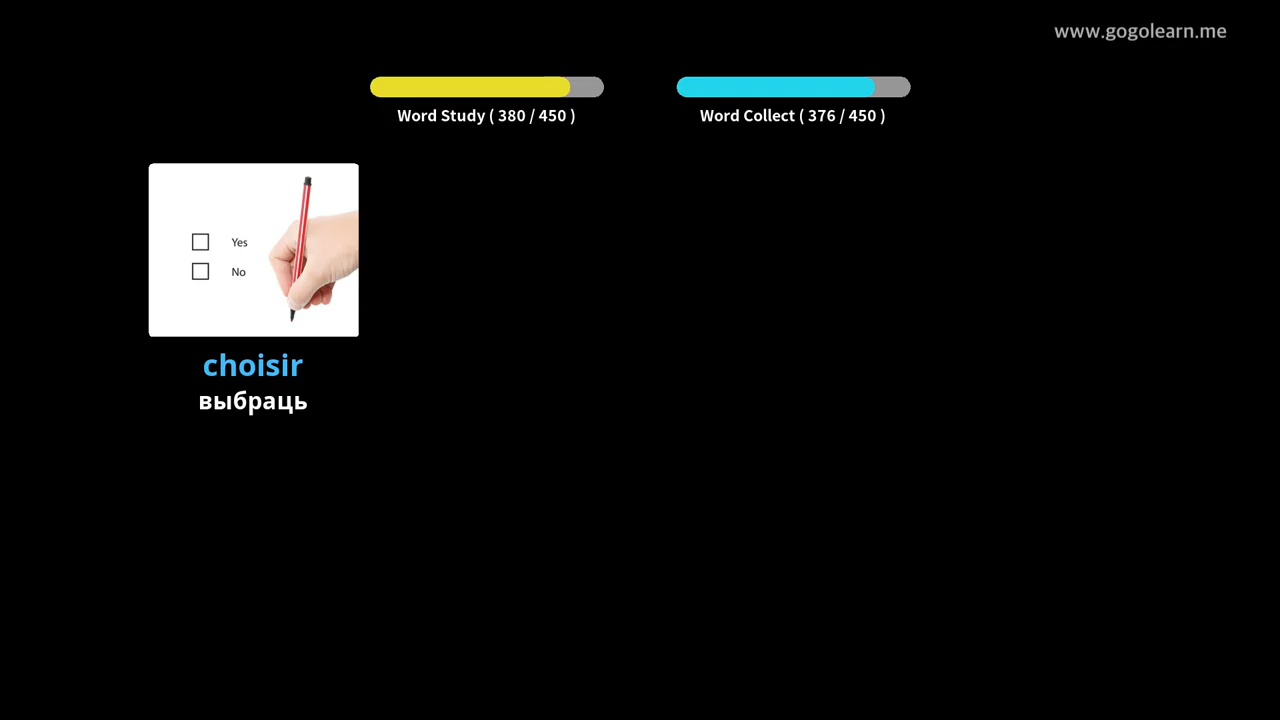 www.gogolearn.me
Word Study ( 380 / 450 )
Word Collect ( 376 / 450 )
Yes
No
choisir
выбраць